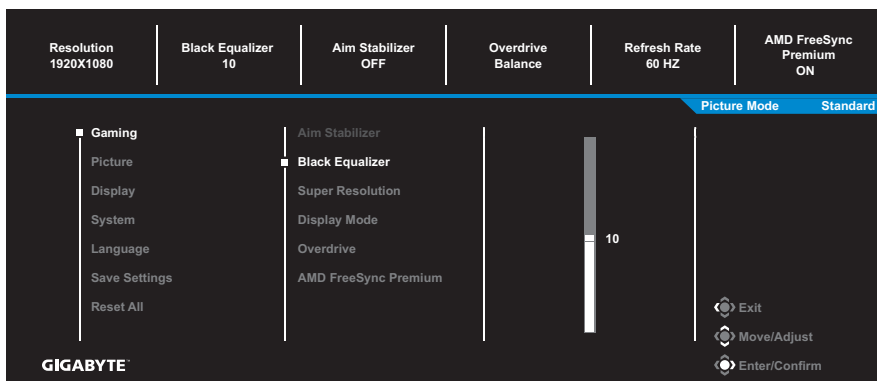 Resolution
1920X1080
Black Equalizer
10
Aim Stabilizer
OFF
Overdrive
Balance
Refresh Rate
60 HZ
AMD FreeSync
Premium
ON
Picture Mode Standard
Gaming
Picture
Display
System
Language
Save Settings
Reset All
Aim Stabilizer
Black Equalizer
Super Resolution
Display Mode
Overdrive
AMD FreeSync Premium
10
Exit
Move/Adjust
Enter/Confirm
GIGABYTE™